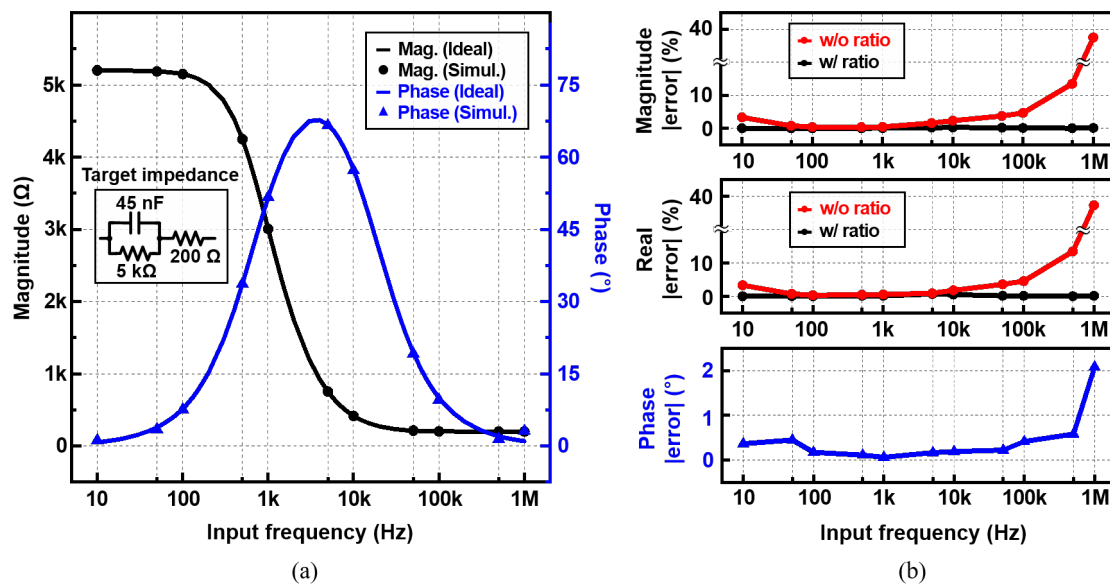 Mag. (Ideal)
Mag. (Simul.)
Phase (Ideal)
Phase (Simul.)
Target impedance
45 nF
5 kΩ
200 Ω
Magnitude (Ω)
5k
4k
3k
2k
1k
0
Phase (°)
75
60
45
30
15
0
10 100 1k 10k 100k 1M
Input frequency (Hz)
(a)
Magnitude
|error| (%)
40
10
0
w/o ratio
w/ ratio
10 100 1k 10k 100k 1M
Real
|error| (%)
40
10
0
w/o ratio
w/ ratio
10 100 1k 10k 100k 1M
Phase
|error| (°)
2
1
0
10 100 1k 10k 100k 1M
Input frequency (Hz)
(b)